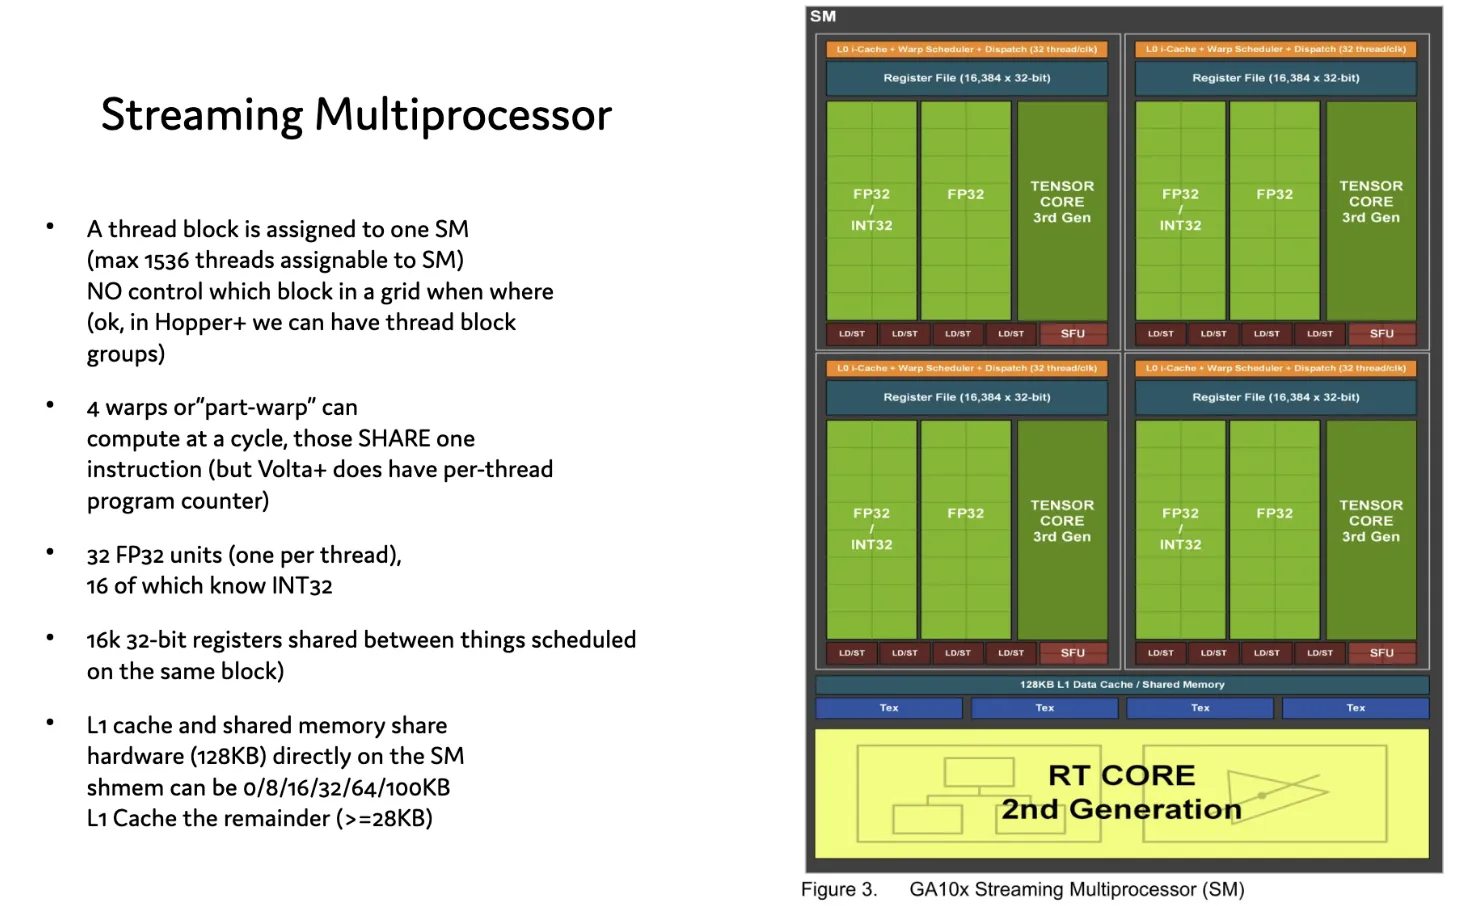 Streaming Multiprocessor
• A thread block is assigned to one SM
(max 1536 threads assignable to SM)
NO control which block in a grid when where
(ok, in Hopper+ we can have thread block
groups)
• 4 warps or“part-warp” can
compute at a cycle, those SHARE one
instruction (but Volta+ does have per-thread
program counter)
• 32 FP32 units (one per thread),
16 of which know INT32
• 16k 32-bit registers shared between things scheduled
on the same block)
• L1 cache and shared memory share
hardware (128KB) directly on the SM
shmem can be 0/8/16/32/64/100KB
L1 Cache the remainder (>=28KB)
SM
L0 i-Cache + Warp Scheduler + Dispatch (32 thread/clk)
Register File (16,384 x 32-bit)
FP32
/
INT32
FP32
TENSOR
CORE
3rd Gen
LD/ST LD/ST LD/ST LD/ST SFU
L0 i-Cache + Warp Scheduler + Dispatch (32 thread/clk)
Register File (16,384 x 32-bit)
FP32
/
INT32
FP32
TENSOR
CORE
3rd Gen
LD/ST LD/ST LD/ST LD/ST SFU
L0 i-Cache + Warp Scheduler + Dispatch (32 thread/clk)
Register File (16,384 x 32-bit)
FP32
/
INT32
FP32
TENSOR
CORE
3rd Gen
LD/ST LD/ST LD/ST LD/ST SFU
L0 i-Cache + Warp Scheduler + Dispatch (32 thread/clk)
Register File (16,384 x 32-bit)
FP32
/
INT32
FP32
TENSOR
CORE
3rd Gen
LD/ST LD/ST LD/ST LD/ST SFU
128KB L1 Data Cache / Shared Memory
Tex Tex Tex Tex
RT CORE
2nd Generation
Figure 3. GA10x Streaming Multiprocessor (SM)